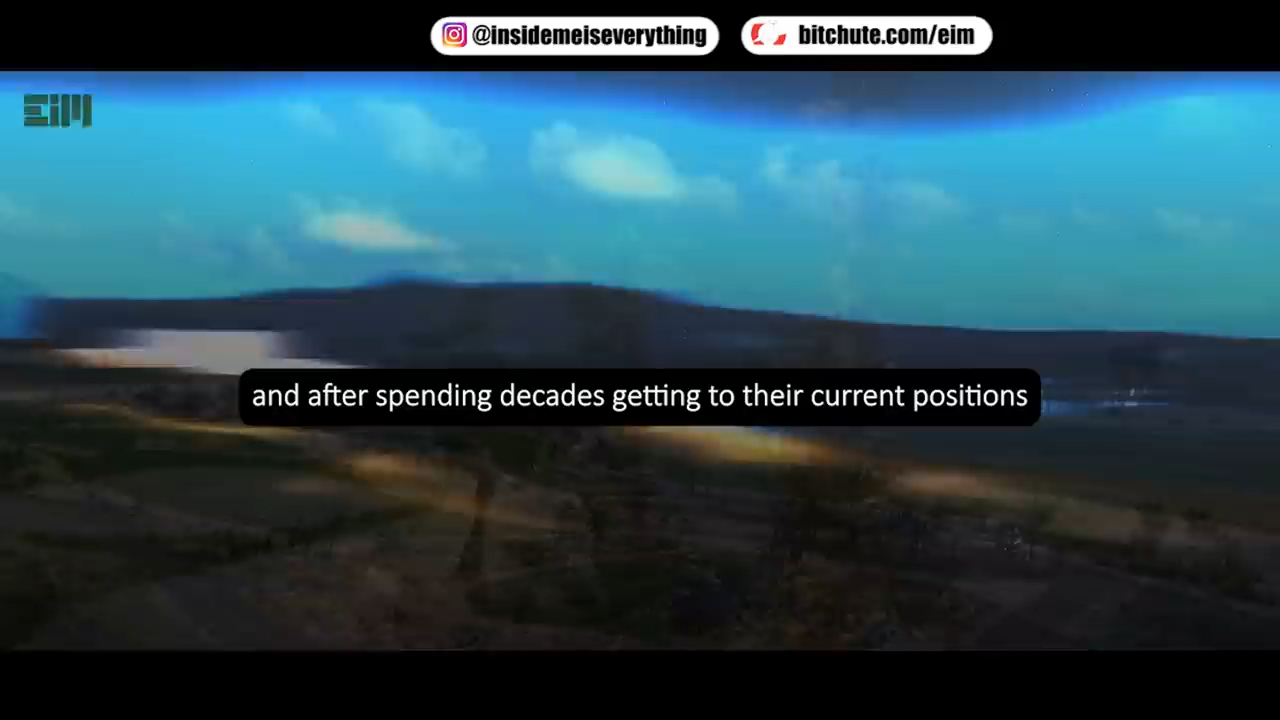 @insidemeiseverything
bitchute.com/eim
EiM
and after spending decades getting to their current positions